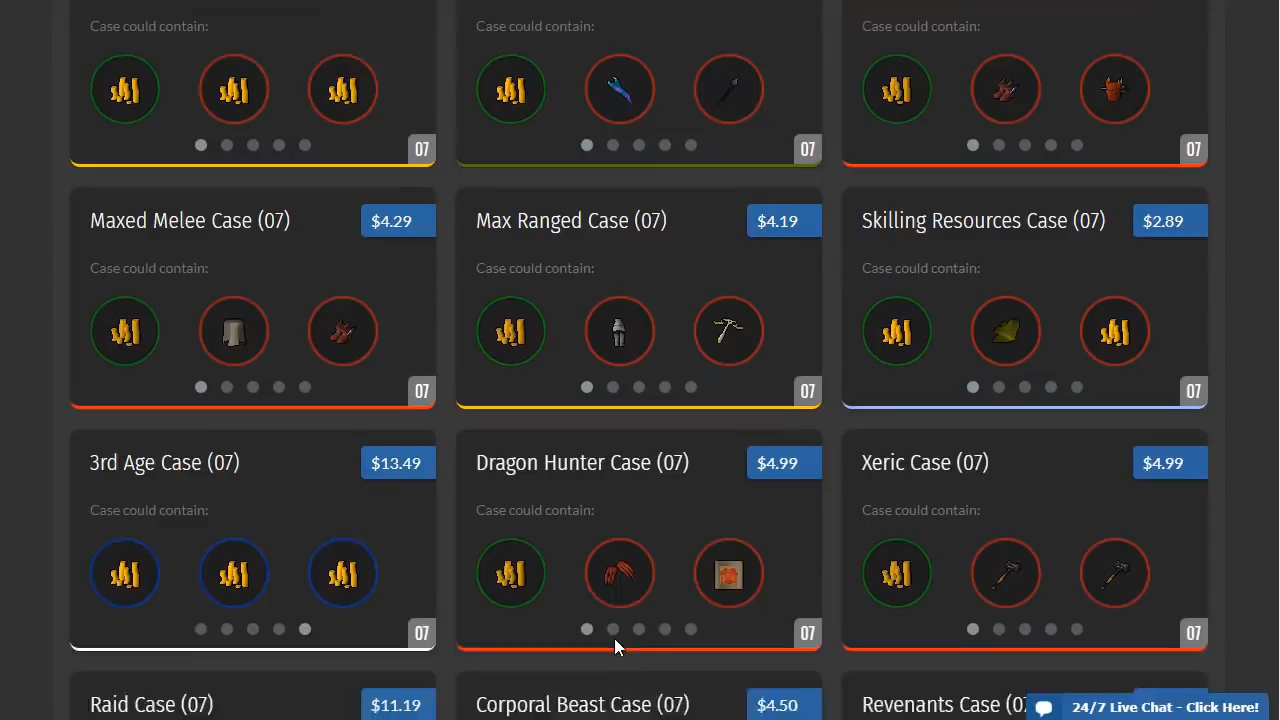 Case could contain:
Case could contain:
Case could contain:
07
07
07
Maxed Melee Case (07)
$4.29
Max Ranged Case (07)
$4.19
Skilling Resources Case (07)
$2.89
Case could contain:
Case could contain:
Case could contain:
07
07
07
3rd Age Case (07)
$13.49
Dragon Hunter Case (07)
$4.99
Xeric Case (07)
$4.99
Case could contain:
Case could contain:
Case could contain:
07
07
07
Raid Case (07)
$11.19
Corporal Beast Case (07)
$4.50
Revenants Case
24/7 Live Chat - Click Here!